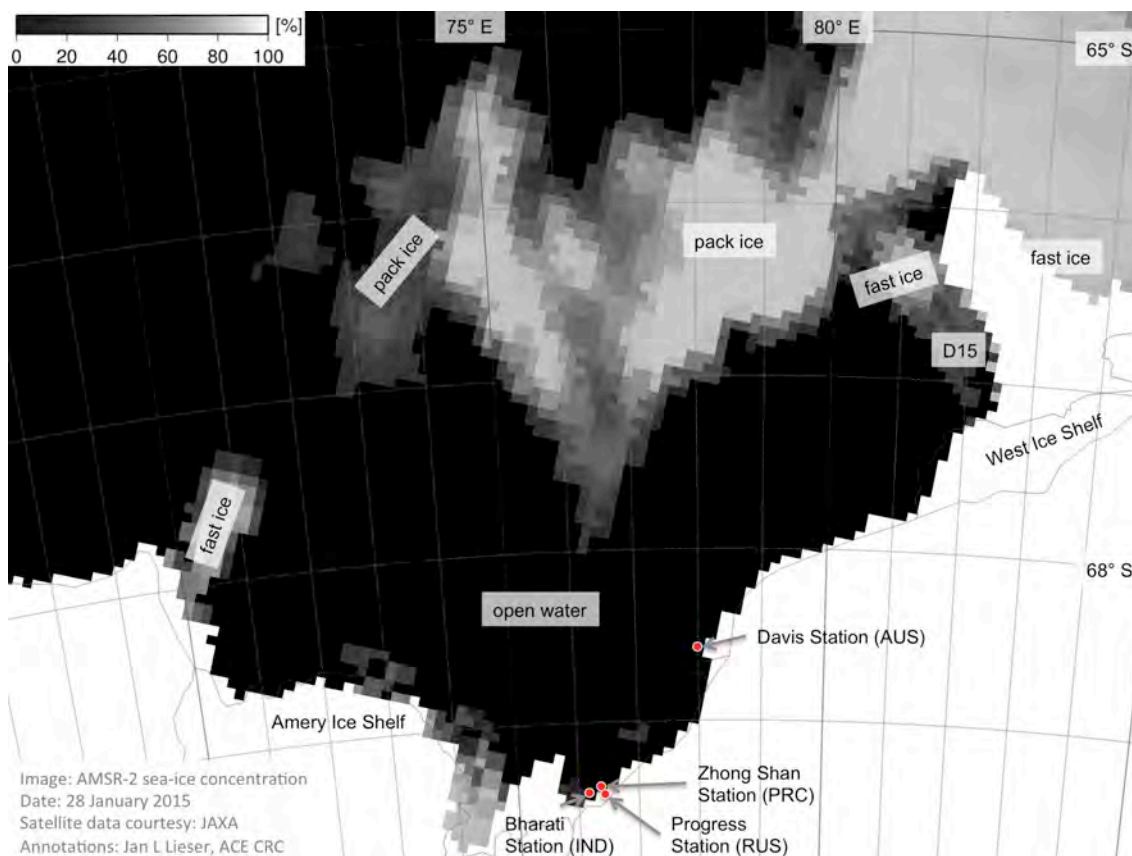 [%]
0 20 40 60 80 100
75° E
80° E
65° S
pack ice
pack ice
fast ice
fast ice
D15
West Ice Shelf
fast ice
68° S
open water
Davis Station (AUS)
Amery Ice Shelf
Zhong Shan
Station (PRC)
Bharati
Station (IND)
Progress
Station (RUS)
Image: AMSR-2 sea-ice concentration
Date: 28 January 2015
Satellite data courtesy: JAXA
Annotations: Jan L Lieser, ACE CRC